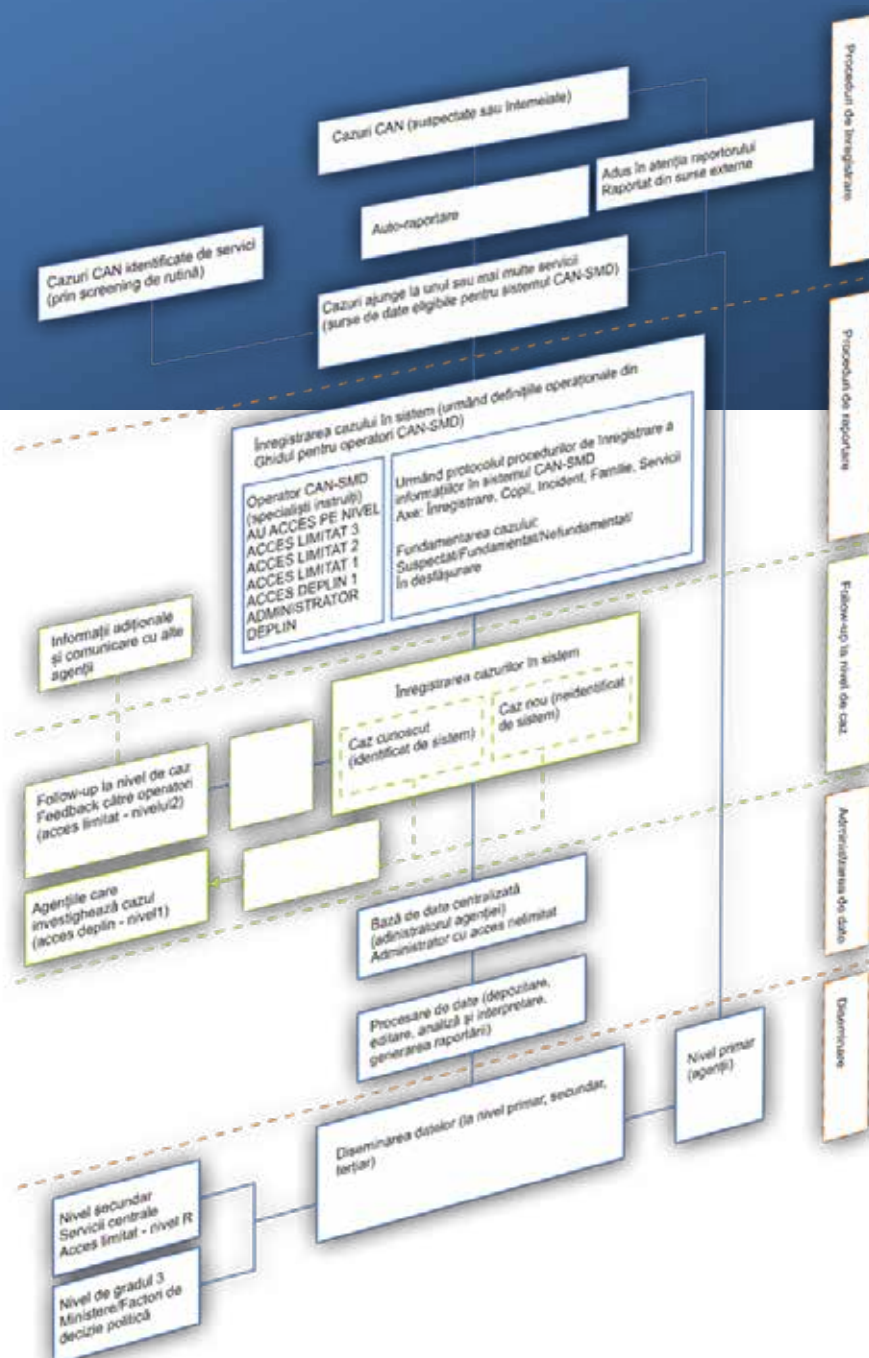 Cazuri CAN (suspectate sau întemeiate)
Adus în atenția raportorului
Raportat din surse externe
Auto-raportare
Cazuri CAN identificate de servici
(prin screening de rutină)
Cazuri ajunge la unul sau mai multe servicii
(surse de date eligibile pentru sistemul CAN-SMD)
Proceduri de înregistrare
Înregistrarea cazului în sistem (urmând definițiile operaționale din
Ghidul pentru operatori CAN-SMD)
Operator CAN-SMD
(specialiști instruiți)
AU ACCES PE NIVEL
ACCES LIMITAT 3
ACCES LIMITAT 2
ACCES LIMITAT 1
ACCES DEPLIN 1
ADMINISTRATOR
DEPLIN
Urmând protocolul procedurilor de înregistrare a
informațiilor în sistemul CAN-SMD
Axe: Înregistrare, Copil, Incident, Familie, Servicii
Fundamentarea cazului:
Suspectat/Fundamentat/Nefundamentat/
În desfășurare
Proceduri de raportare
Informații adiționale
și comunicare cu alte
agenții
Înregistrarea cazurilor în sistem
Caz cunoscut
(identificat de sistem)
Caz nou (neidentificat
de sistem)
Follow-up la nivel de caz
Feedback către operatori
(acces limitat - nivelul2)
Follow-up la nivel de caz
Agențiile care
investighează cazul
(acces deplin - nivel1)
Bază de date centralizată
(adinistratorul agenției)
Administrator cu acces nelimitat
Administrarea de date
Procesare de date (depozitare,
editare, analiză și interpretare,
generarea raportării)
Nivel primar
(agenții)
Diseminarea datelor (la nivel primar, secundar,
terțiar)
Diseminare
Nivel secundar
Servicii centrale
Acces limitat - nivel R
Nivel de gradul 3
Ministere/Factori de
decizie politică